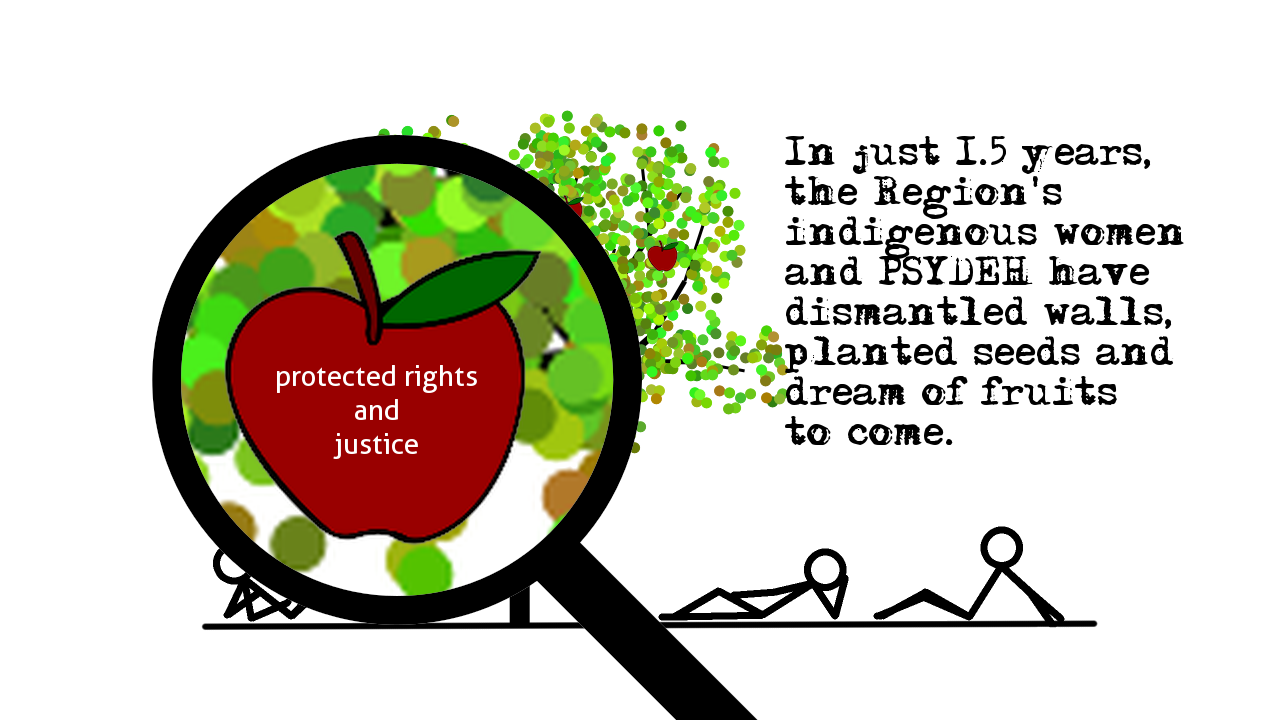 protected rights
and
justice
In just 1.5 years,
the Region's
indigenous women
and PSYDEH have
dismantled walls,
planted seeds and
dream of fruits
to come.